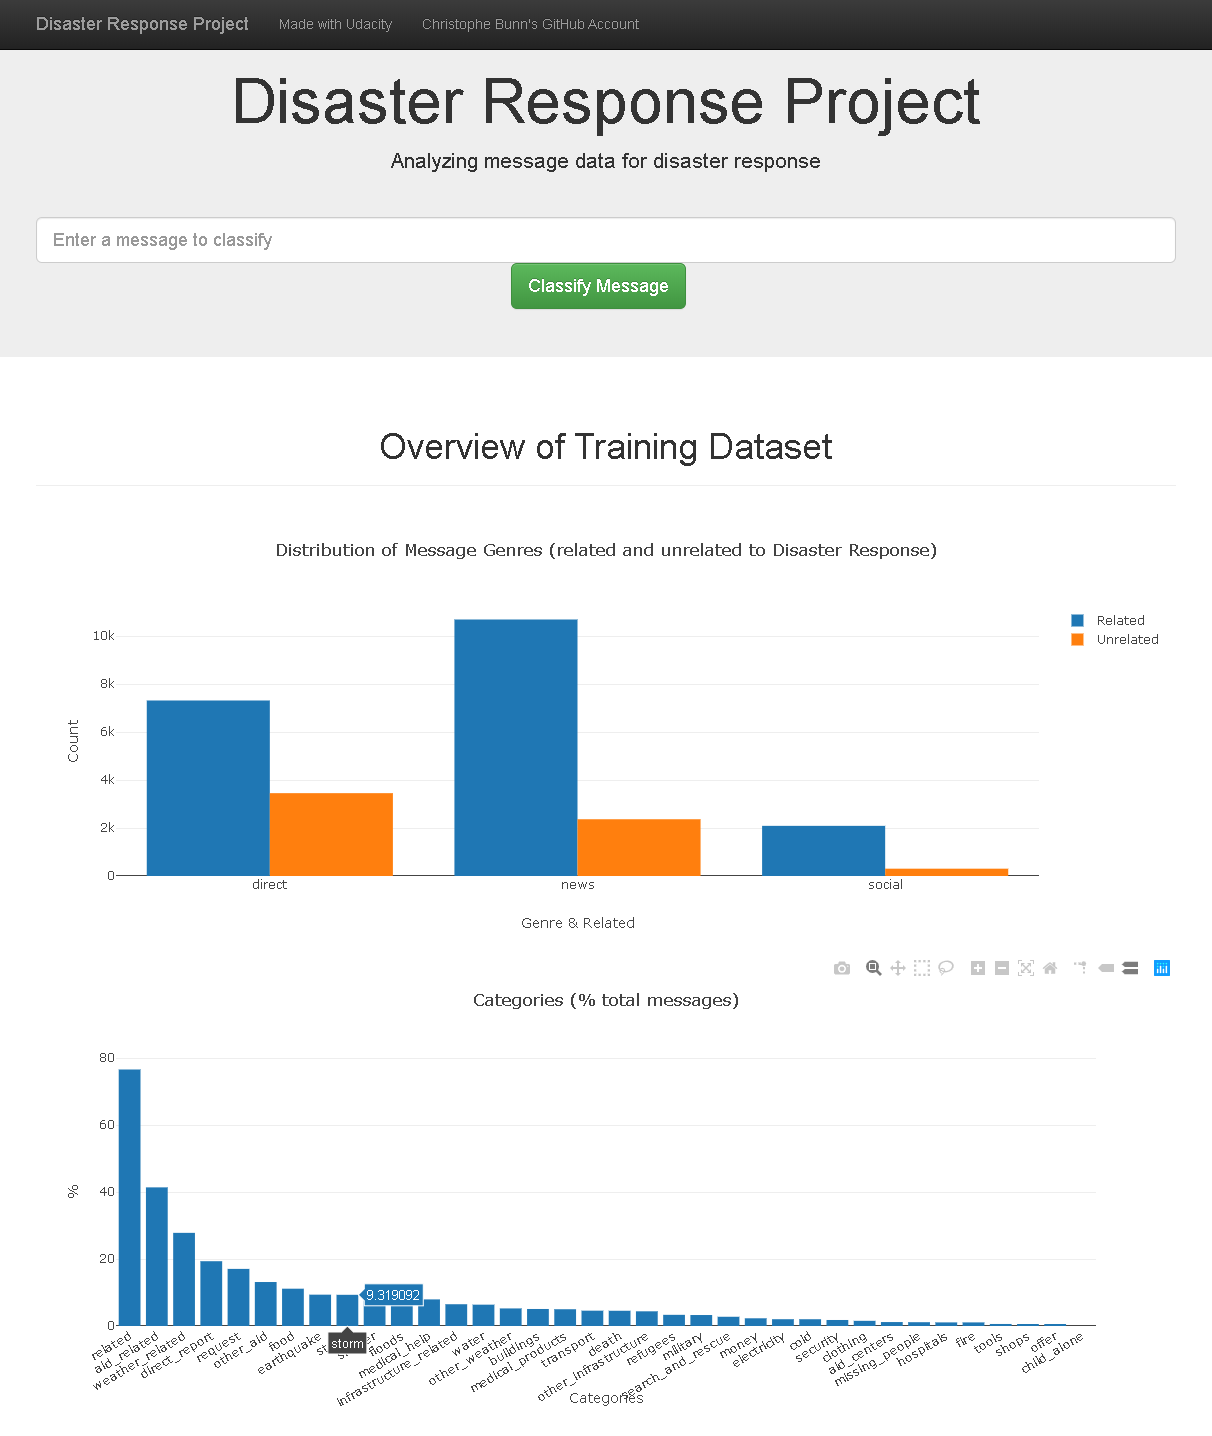 Disaster Response Project Made with Udacity Christophe Bunn's GitHub Account
Disaster Response Project
Analyzing message data for disaster response
Enter a message to classify
Classify Message
Overview of Training Dataset
Distribution of Message Genres (related and unrelated to Disaster Response)
Related
Unrelated
10k
8k
6k
4k
2k
0
Count
direct news social
Genre & Related
Categories (% total messages)
80
60
40
20
0
%
9.319092
storm
related
aid_related
weather_related
direct_report
request
other_aid
food
earthquake
floods
medical_help
infrastructure_related
water
other_weather
buildings
medical_products
transport
death
other_infrastructure
refugees
military
search_and_rescue
money
electricity
cold
security
clothing
aid_centers
missing_people
hospitals
fire
tools
shops
offer
child_alone
Categories